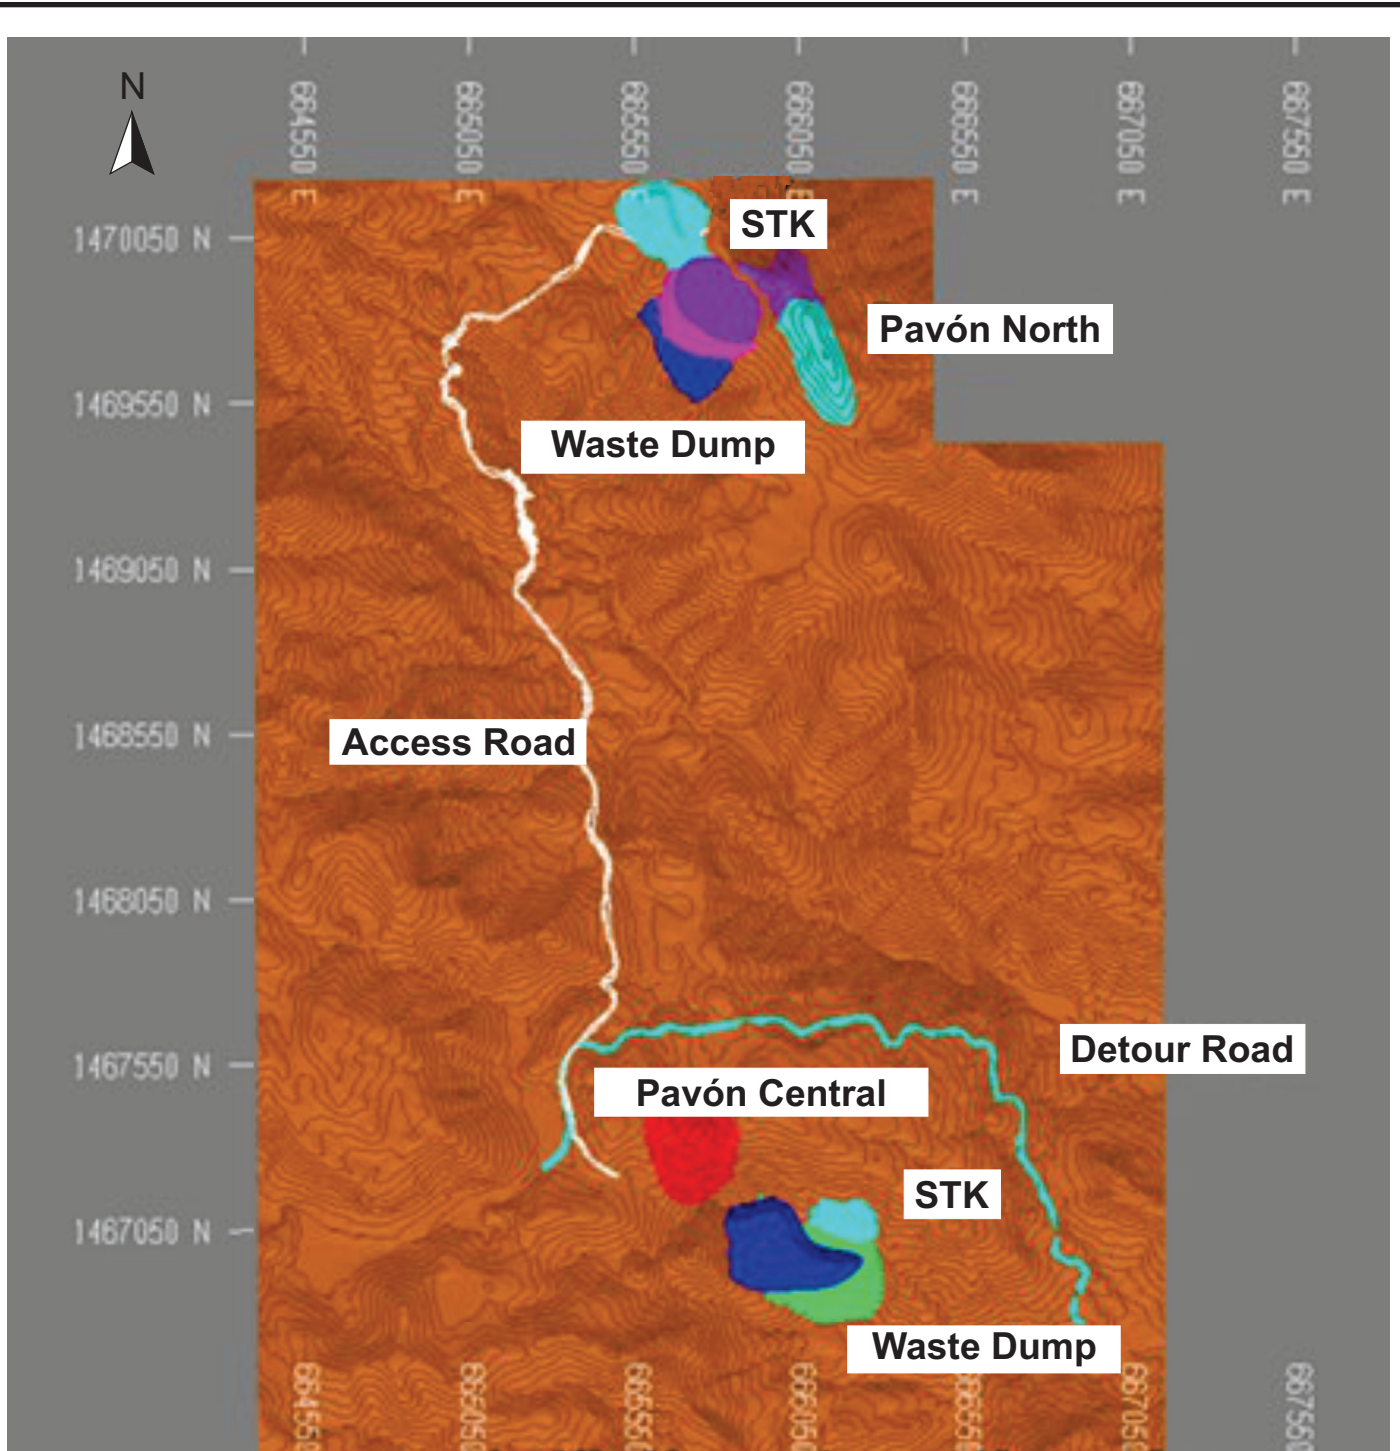 N
664550 E
665050 E
665550 E
666050 E
666550 E
667050 E
667550 E
1470050 N
STK
Pavón North
1469550 N
Waste Dump
1469050 N
1468550 N
Access Road
1468050 N
Detour Road
1467550 N
Pavón Central
STK
1467050 N
Waste Dump